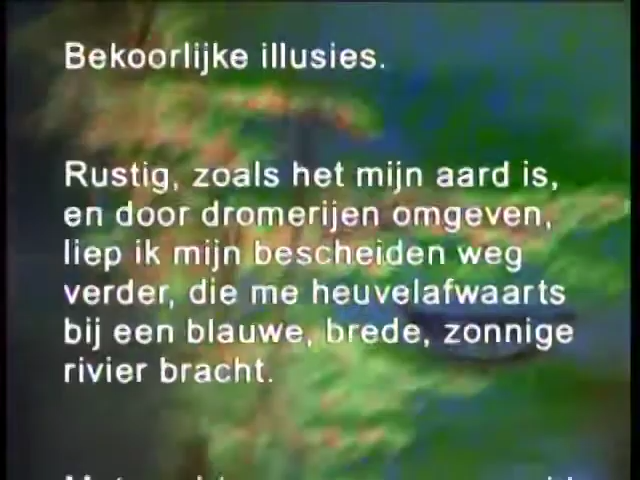 Bekoorlijke illusies.
Rustig, zoals het mijn aard is,
en door dromerijen omgeven,
liep ik mijn bescheiden weg
verder, die me heuvelafwaarts
bij een blauwe, brede, zonnige
rivier bracht.